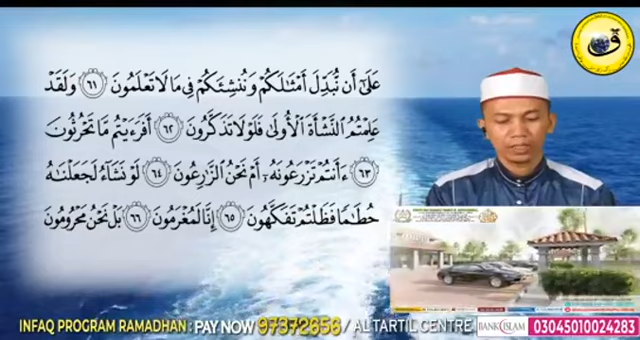 عَلَىٰٓ أَن نُّبَدِّلَ أَمۡثَـٰلَكُمۡ وَنُنشِئَكُمۡ فِى مَا لَا تَعۡلَمُونَ ٦١ وَلَقَدۡ
عَلِمۡتُمُ ٱلنَّشۡأَةَ ٱلۡأُولَىٰ فَلَوۡلَا تَذَكَّرُونَ ٦٢ أَفَرَءَيۡتُم مَّا تَحۡرُثُونَ
٦٣ ءَأَنتُمۡ تَزۡرَعُونَهُۥٓ أَمۡ نَحۡنُ ٱلزَّٰرِعُونَ ٦٤ لَوۡ نَشَآءُ لَجَعَلۡنَـٰهُ
حُطَـٰمًا فَظَلۡتُمۡ تَفَكَّهُونَ ٦٥ إِنَّا لَمُغۡرَمُونَ ٦٦ بَلۡ نَحۡنُ مَحۡرُومُونَ
INFAQ PROGRAM RAMADHAN : PAY NOW 97372656 / AL TARTIL CENTRE BANK ISLAM 03045010024283